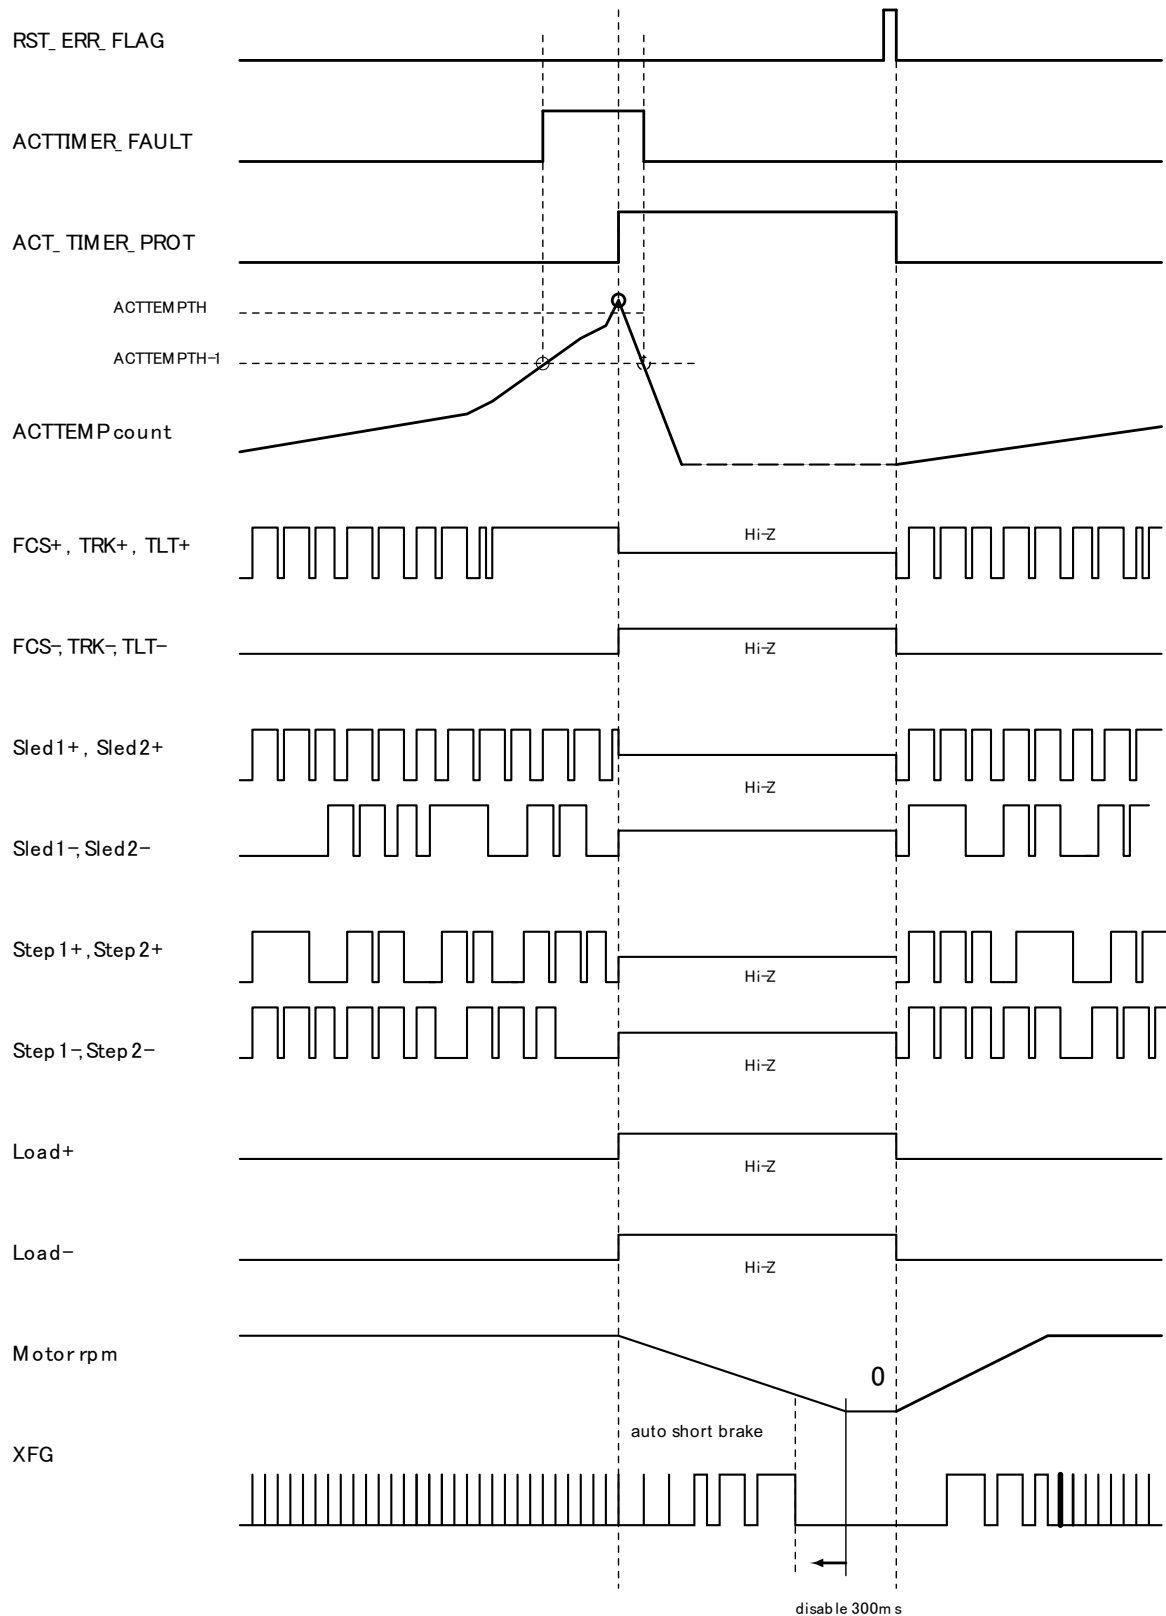 RST_ERR_FLAG
ACTTIMER_FAULT
ACT_TIMER_PROT
ACTTEMPTH
ACTTEMPTH-1
ACTTEMPcount
FCS+, TRK+, TLT+
Hi-Z
FCS-, TRK-, TLT-
Hi-Z
Sled1+, Sled2+
Hi-Z
Sled1-, Sled2-
Step1+, Step2+
Hi-Z
Step1-, Step2-
Hi-Z
Load+
Hi-Z
Load-
Hi-Z
Motor rpm
0
auto short brake
XFG
disable 300ms